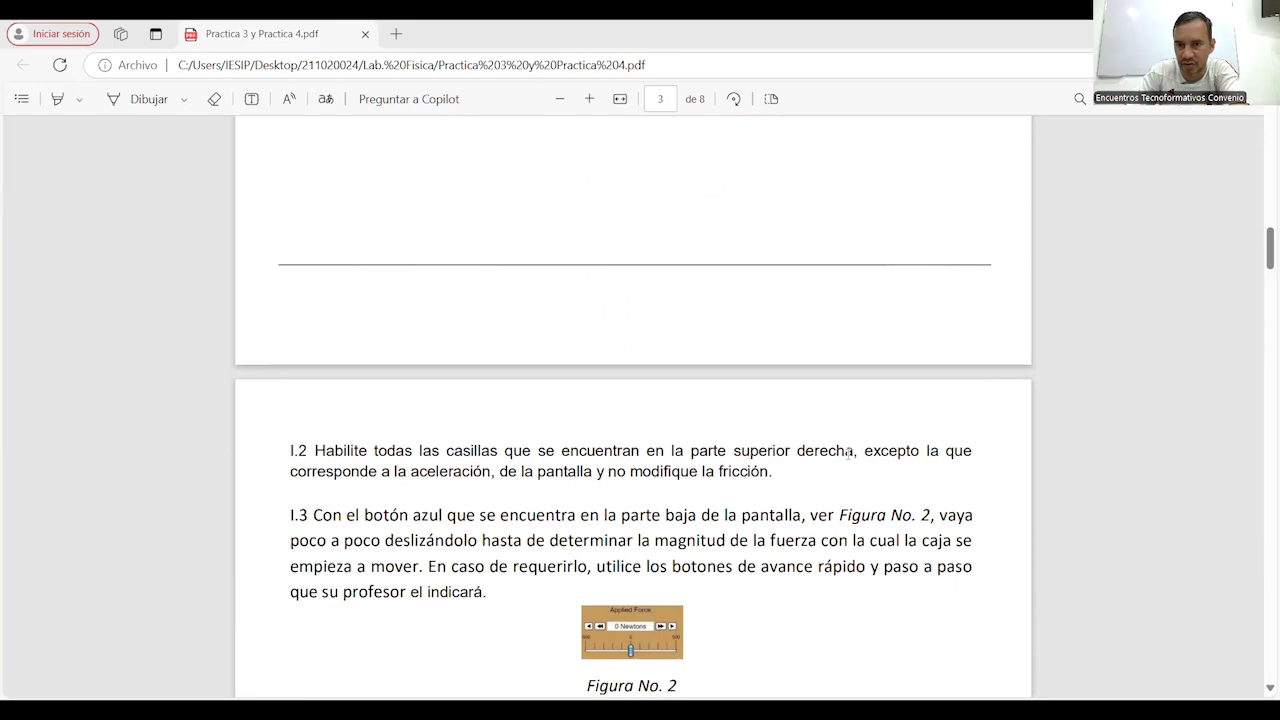 Iniciar sesión
Practica 3 y Practica 4.pdf
Archivo
C:/Users/IESIP/Desktop/211020024/Lab.%20Fisica/Practica%203%20y%20Practica%204.pdf
Dibujar
Preguntar a Copilot
3 de 8
Encuentros Tecnoformativos Convenio
I.2 Habilite todas las casillas que se encuentran en la parte superior derecha, excepto la que
corresponde a la aceleración, de la pantalla y no modifique la fricción.
I.3 Con el botón azul que se encuentra en la parte baja de la pantalla, ver Figura No. 2, vaya
poco a poco deslizándolo hasta de determinar la magnitud de la fuerza con la cual la caja se
empieza a mover. En caso de requerirlo, utilice los botones de avance rápido y paso a paso
que su profesor el indicará.
Applied Force
0 Newtons
0 500
Figura No. 2